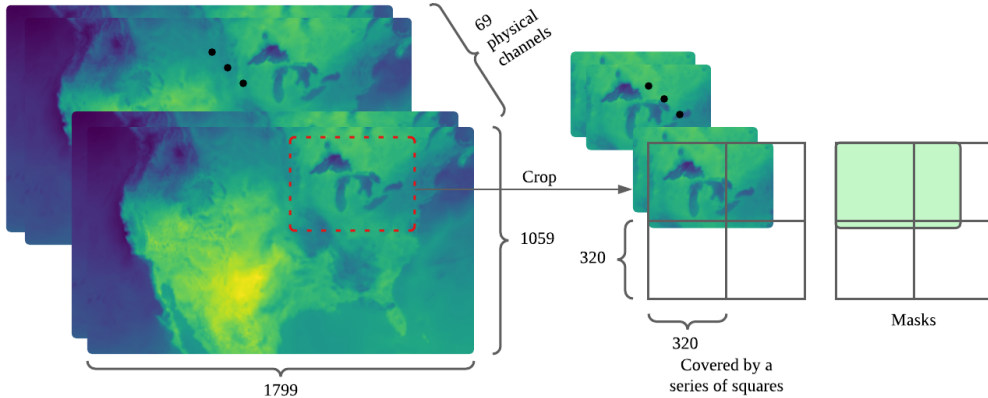 69
physical
channels
Crop
1059
320
320
1799
Covered by a
series of squares
Masks